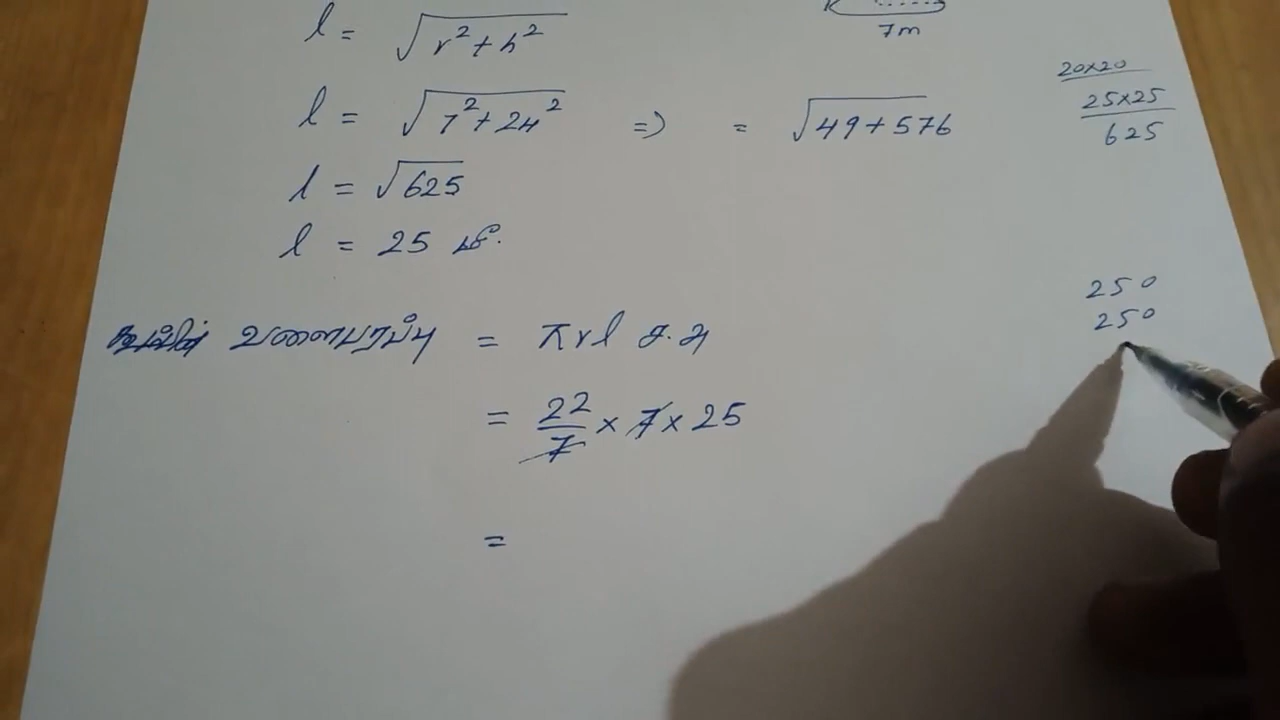 l = √r²+h²
7m
l = √7²+24² => = √49+576
20×20
25×25
625
l = √625
l = 25 மீ.
250
250
வளைபரப்பு = πrl ச.அ
= 22/7 × 7 × 25
=